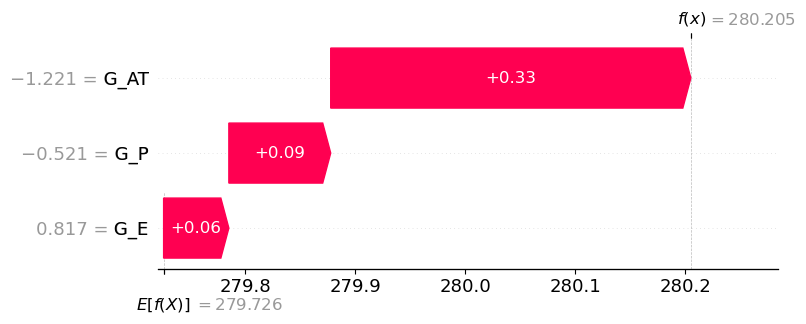 f(x) = 280.205
−1.221 = G_AT
+0.33
−0.521 = G_P
+0.09
0.817 = G_E
+0.06
279.8 279.9 280.0 280.1 280.2
E[f(X)] = 279.726